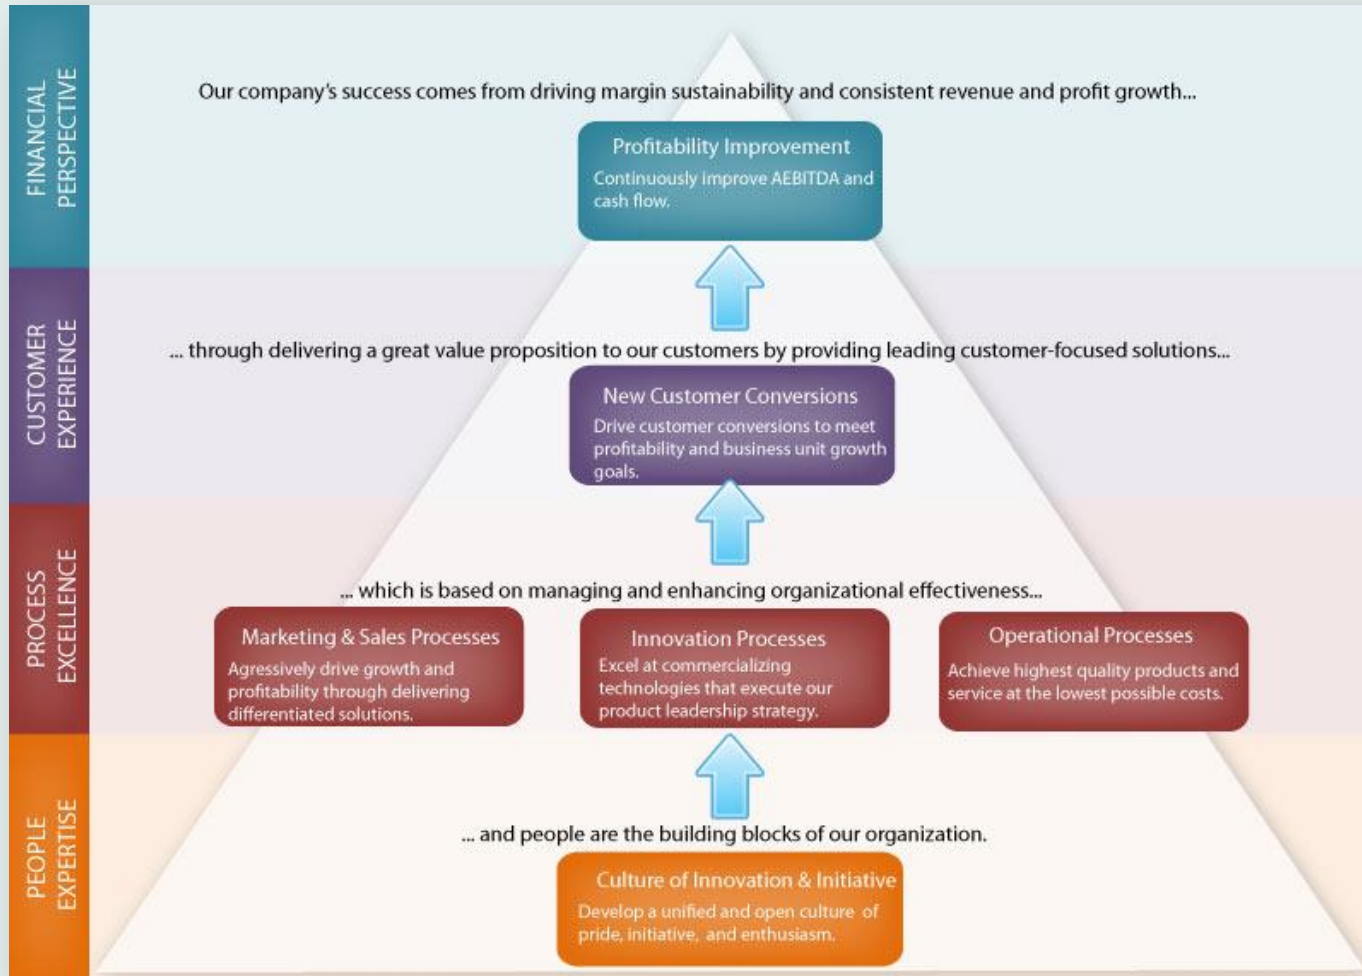 FINANCIAL
PERSPECTIVE
Our company's success comes from driving margin sustainability and consistent revenue and profit growth...
Profitability Improvement
Continuously improve AEBITDA and
cash flow.
CUSTOMER
EXPERIENCE
... through delivering a great value proposition to our customers by providing leading customer-focused solutions...
New Customer Conversions
Drive customer conversions to meet
profitability and business unit growth
goals.
PROCESS
EXCELLENCE
... which is based on managing and enhancing organizational effectiveness...
Marketing & Sales Processes
Agressively drive growth and
profitability through delivering
differentiated solutions.
Innovation Processes
Excel at commercializing
technologies that execute our
product leadership strategy.
Operational Processes
Achieve highest quality products and
service at the lowest possible costs.
PEOPLE
EXPERTISE
... and people are the building blocks of our organization.
Culture of Innovation & Initiative
Develop a unified and open culture of
pride, initiative, and enthusiasm.